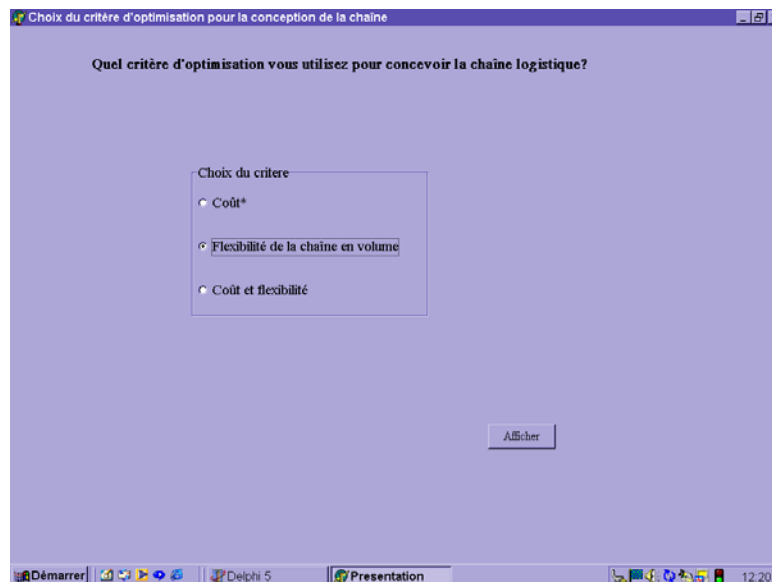 Choix du critère d'optimisation pour la conception de la chaîne
Quel critère d'optimisation vous utilisez pour concevoir la chaîne logistique?
Choix du critere
Coût*
Flexibilité de la chaîne en volume
Coût et flexibilité
Afficher
Démarrer Delphi 5 Presentation 12:20